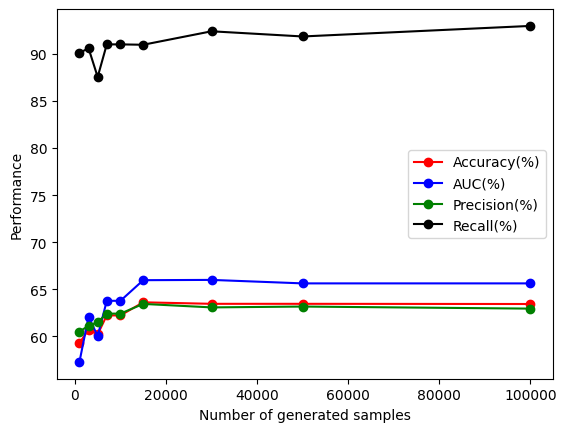 90
85
80
75
70
65
60
Performance
Accuracy(%)
AUC(%)
Precision(%)
Recall(%)
0
20000
40000
60000
80000
100000
Number of generated samples